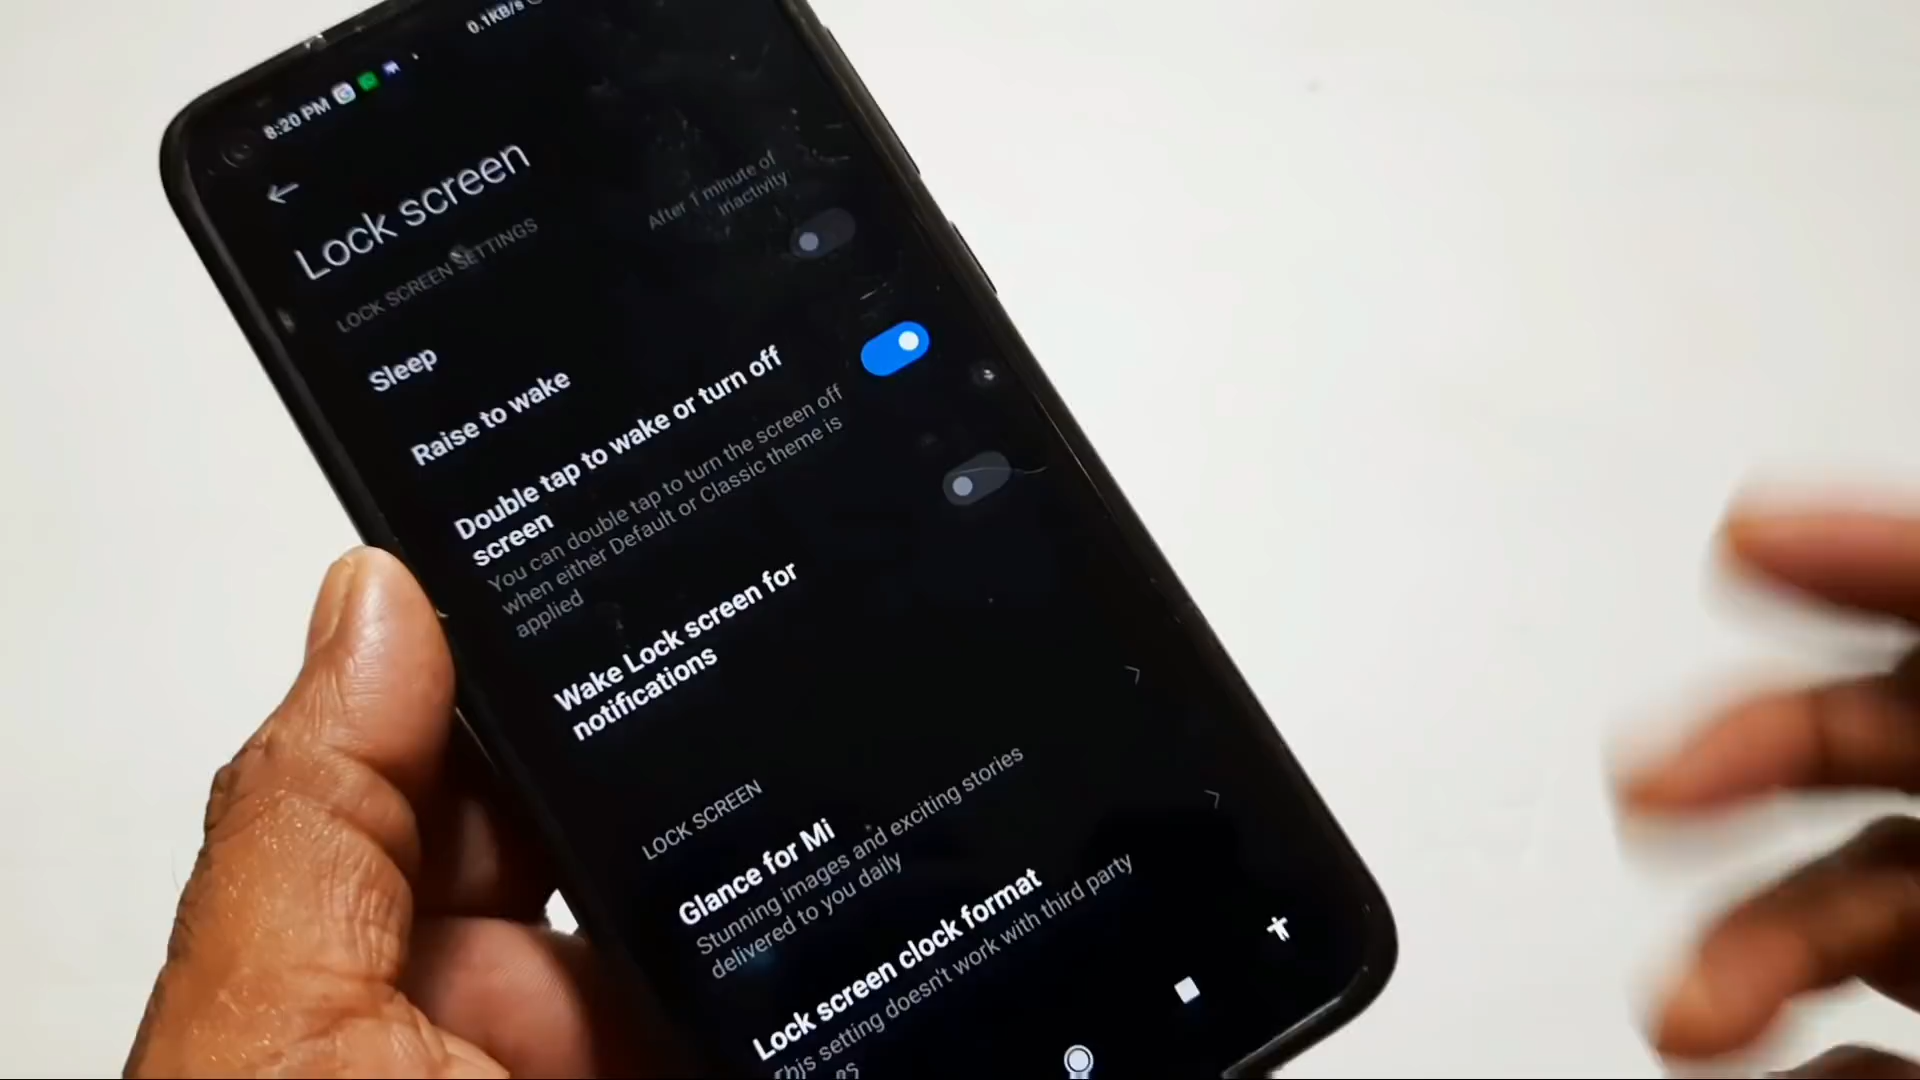 0.1KB/s
8:20 PM
Lock screen
LOCK SCREEN SETTINGS
Sleep
After 1 minute of
inactivity
Raise to wake
Double tap to wake or turn off
screen
You can double tap to turn the screen off
when either Default or Classic theme is
applied
Wake Lock screen for
notifications
LOCK SCREEN
Glance for Mi
Stunning images and exciting stories
delivered to you daily
Lock screen clock format
This setting doesn't work with third party